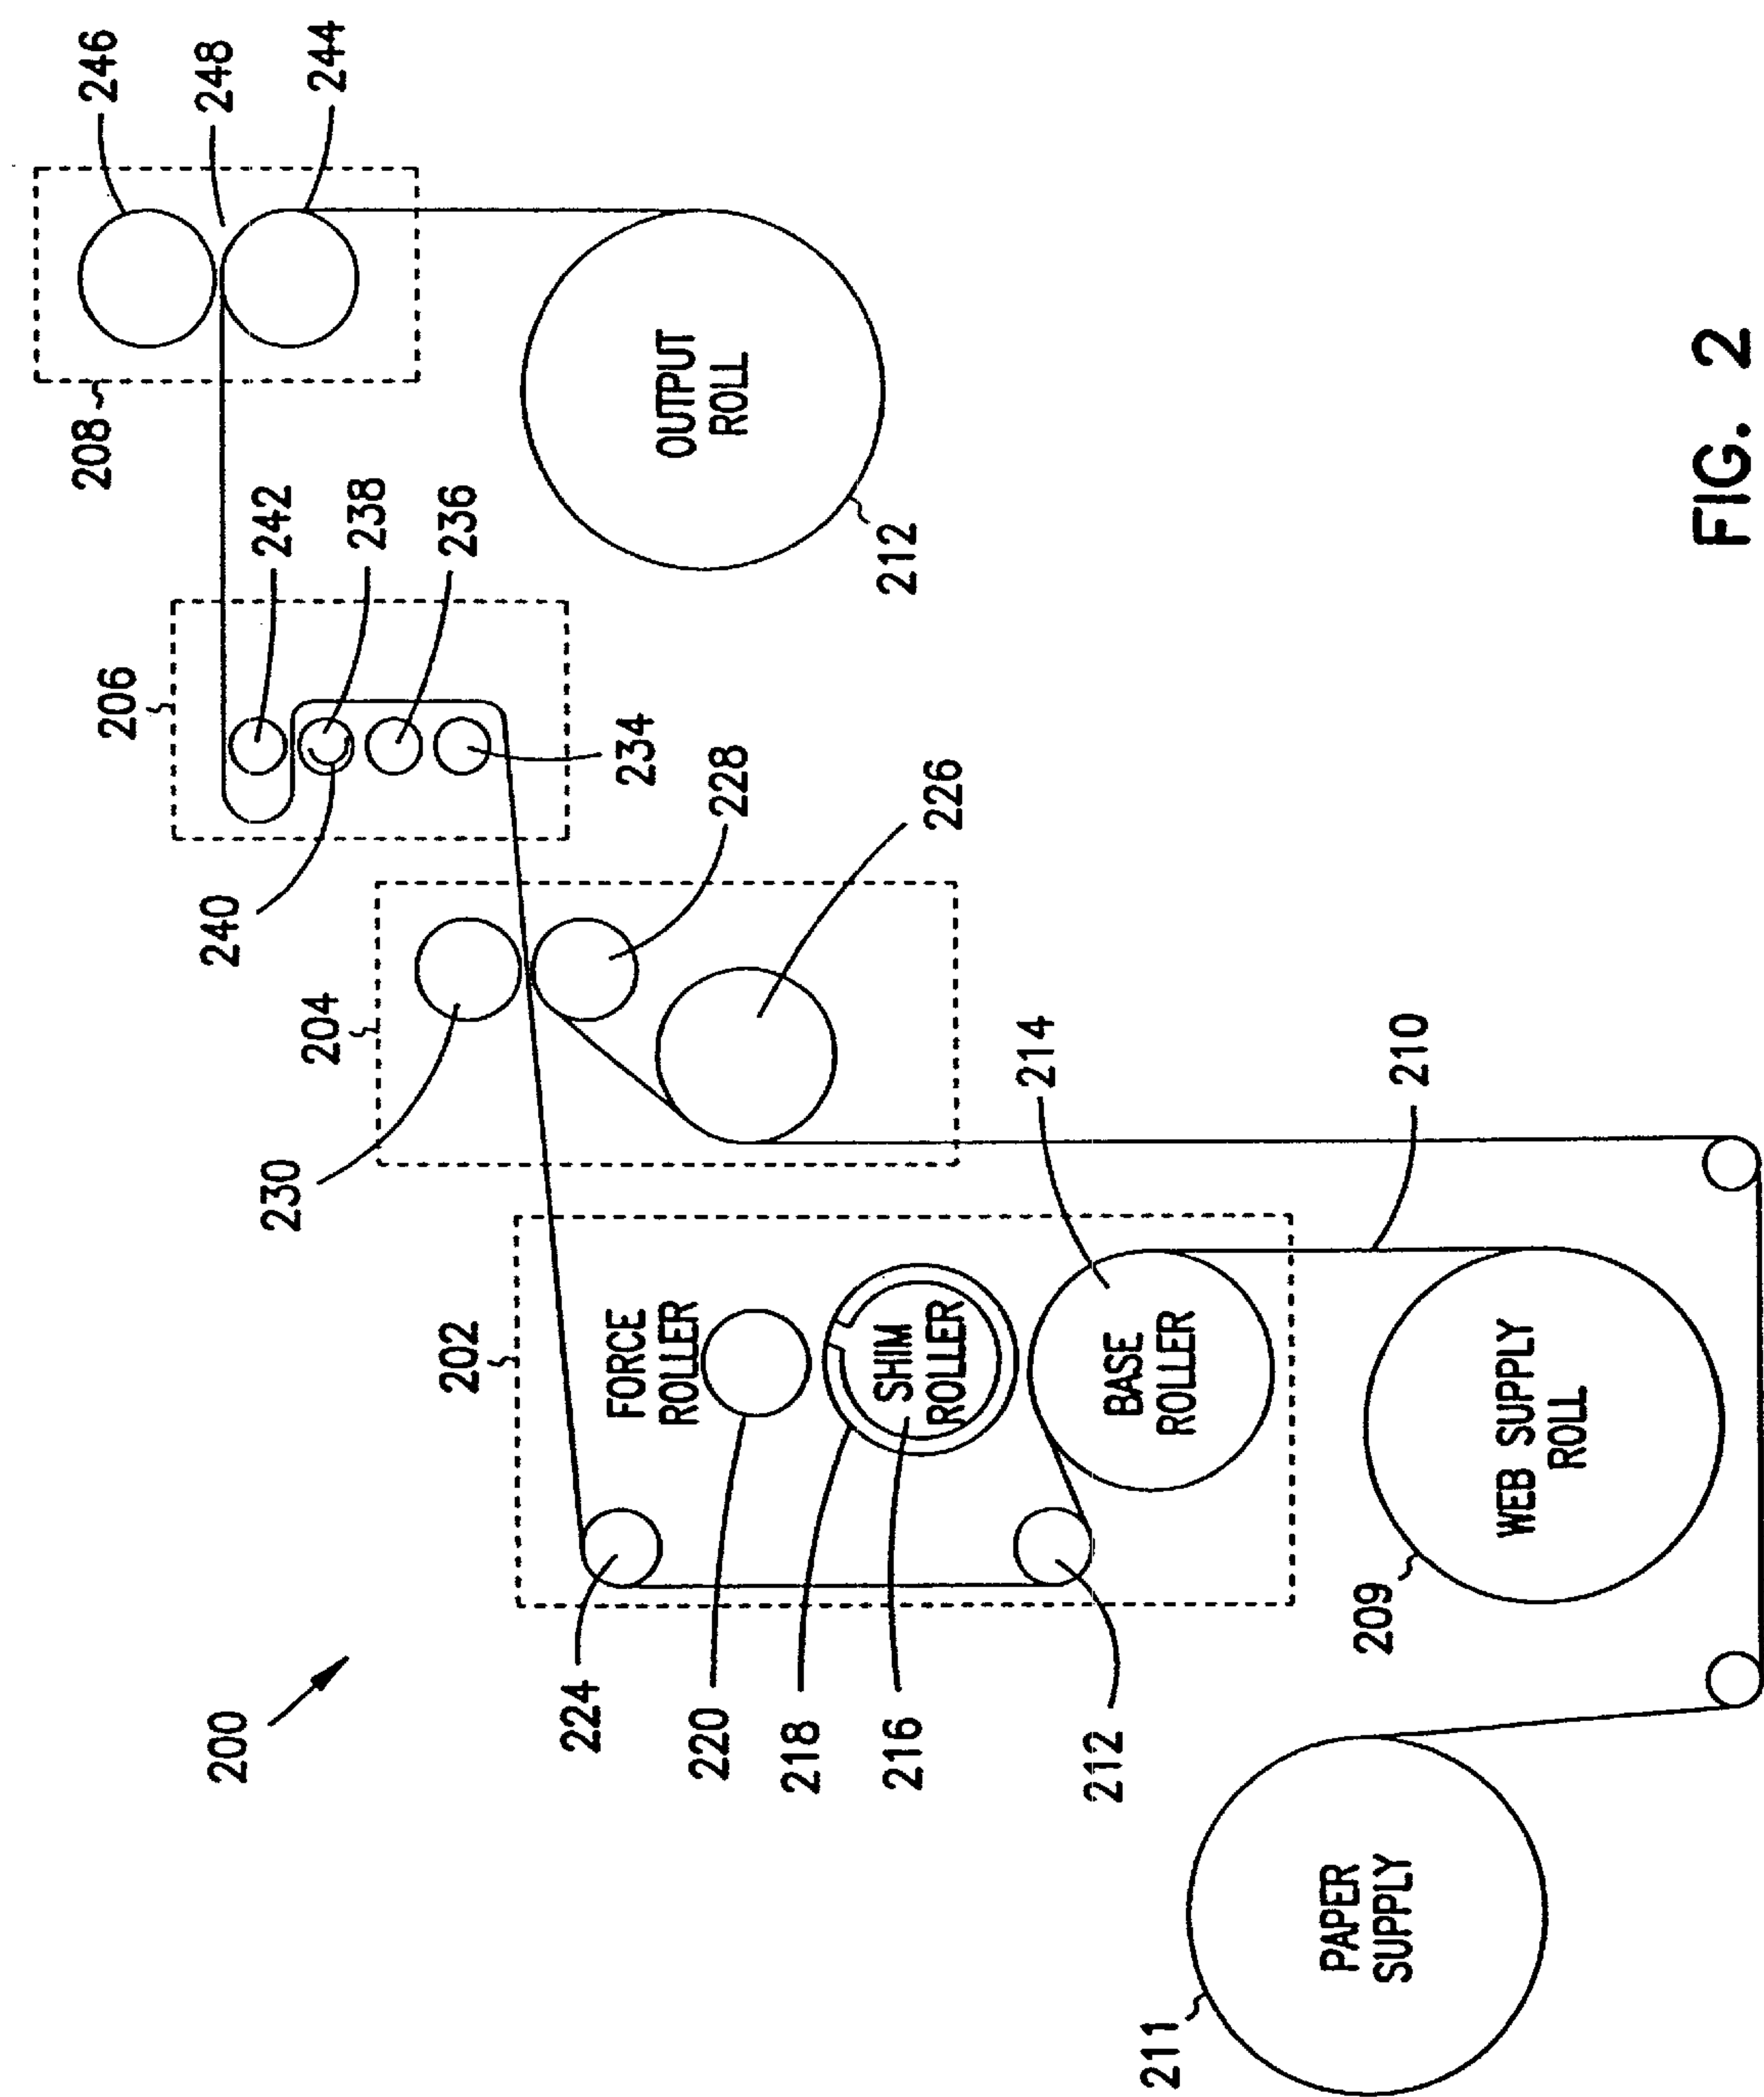 200
202
204
206
208
246
248
244
242
238
236
234
240
228
226
230
214
210
224
220
218
216
212
209
211
212
FORCE
ROLLER
SHIM
ROLLER
BASE
ROLLER
WEB SUPPLY
ROLL
PAPER
SUPPLY
OUTPUT
ROLL
FIG. 2